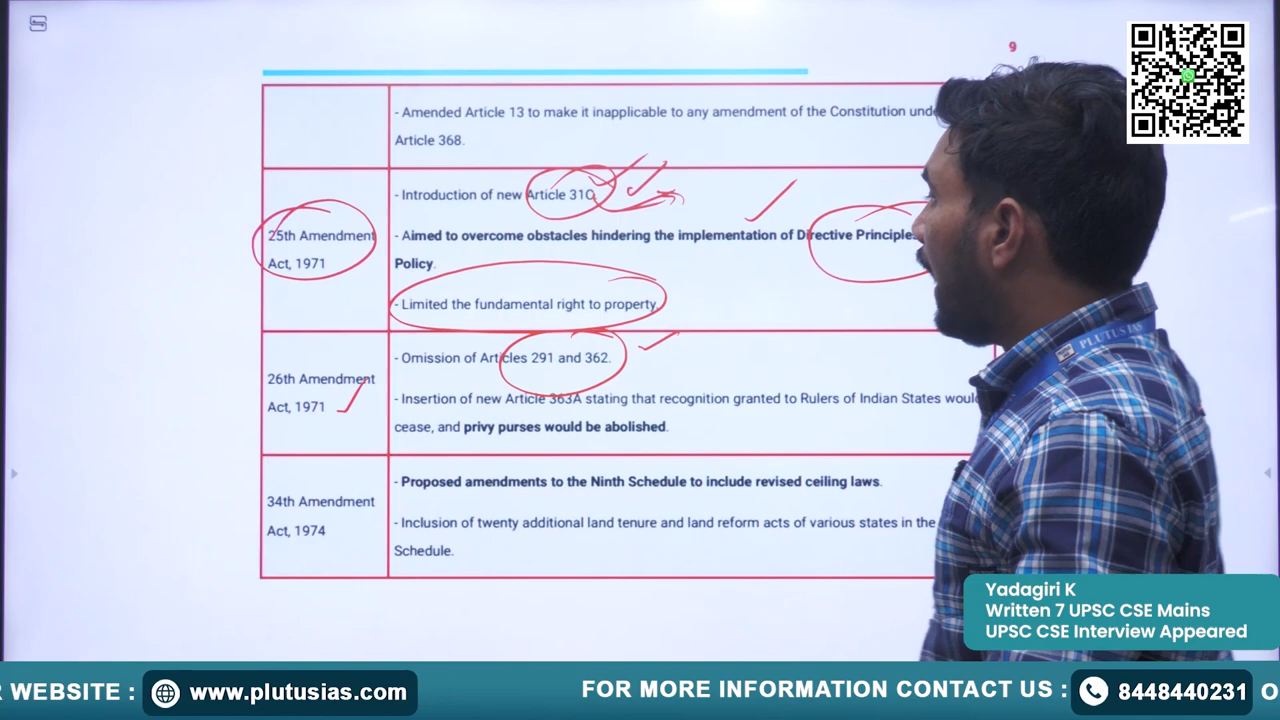 9
- Amended Article 13 to make it inapplicable to any amendment of the Constitution
Article 368.
25th Amendment
Act, 1971
- Introduction of new Article 31C.
- Aimed to overcome obstacles hindering the implementation of Directive Principles
Policy.
- Limited the fundamental right to property.
26th Amendment
Act, 1971
- Omission of Articles 291 and 362.
- Insertion of new Article 363A stating that recognition granted to Rulers of Indian States
cease, and privy purses would be abolished.
34th Amendment
Act, 1974
- Proposed amendments to the Ninth Schedule to include revised ceiling laws.
- Inclusion of twenty additional land tenure and land reform acts of various states in the
Schedule.
PLUTUS IAS
Yadagiri K
Written 7 UPSC CSE Mains
UPSC CSE Interview Appeared
R WEBSITE : www.plutusias.com FOR MORE INFORMATION CONTACT US : 8448440231 O